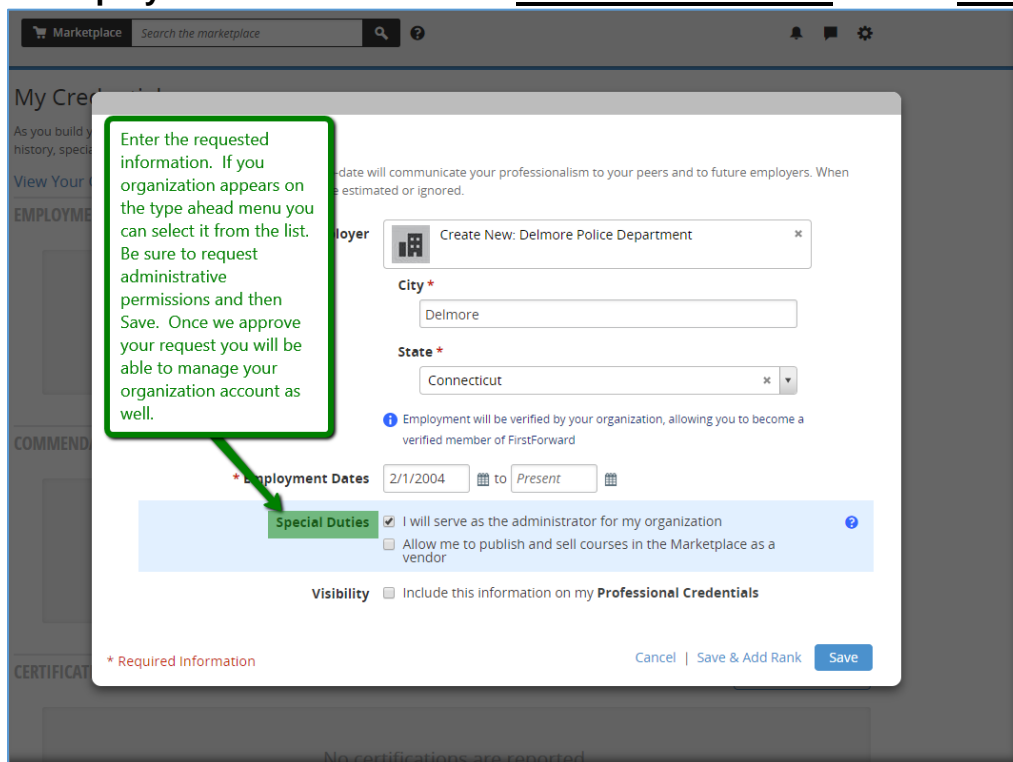 Marketplace Search the marketplace
My Cre
As you build y
history, specia
View Your
EMPLOYME
Enter the requested
information. If you
organization appears on
the type ahead menu you
can select it from the list.
Be sure to request
administrative
permissions and then
Save. Once we approve
your request you will be
able to manage your
organization account as
well.
-date will communicate your professionalism to your peers and to future employers. When
estimated or ignored.
loyer Create New: Delmore Police Department
City *
Delmore
State *
Connecticut
Employment will be verified by your organization, allowing you to become a
verified member of FirstForward
COMMENDA
* Employment Dates 2/1/2004 to Present
Special Duties I will serve as the administrator for my organization
Allow me to publish and sell courses in the Marketplace as a
vendor
Visibility Include this information on my Professional Credentials
* Required Information Cancel | Save & Add Rank Save
CERTIFICAT
No certifications are reported